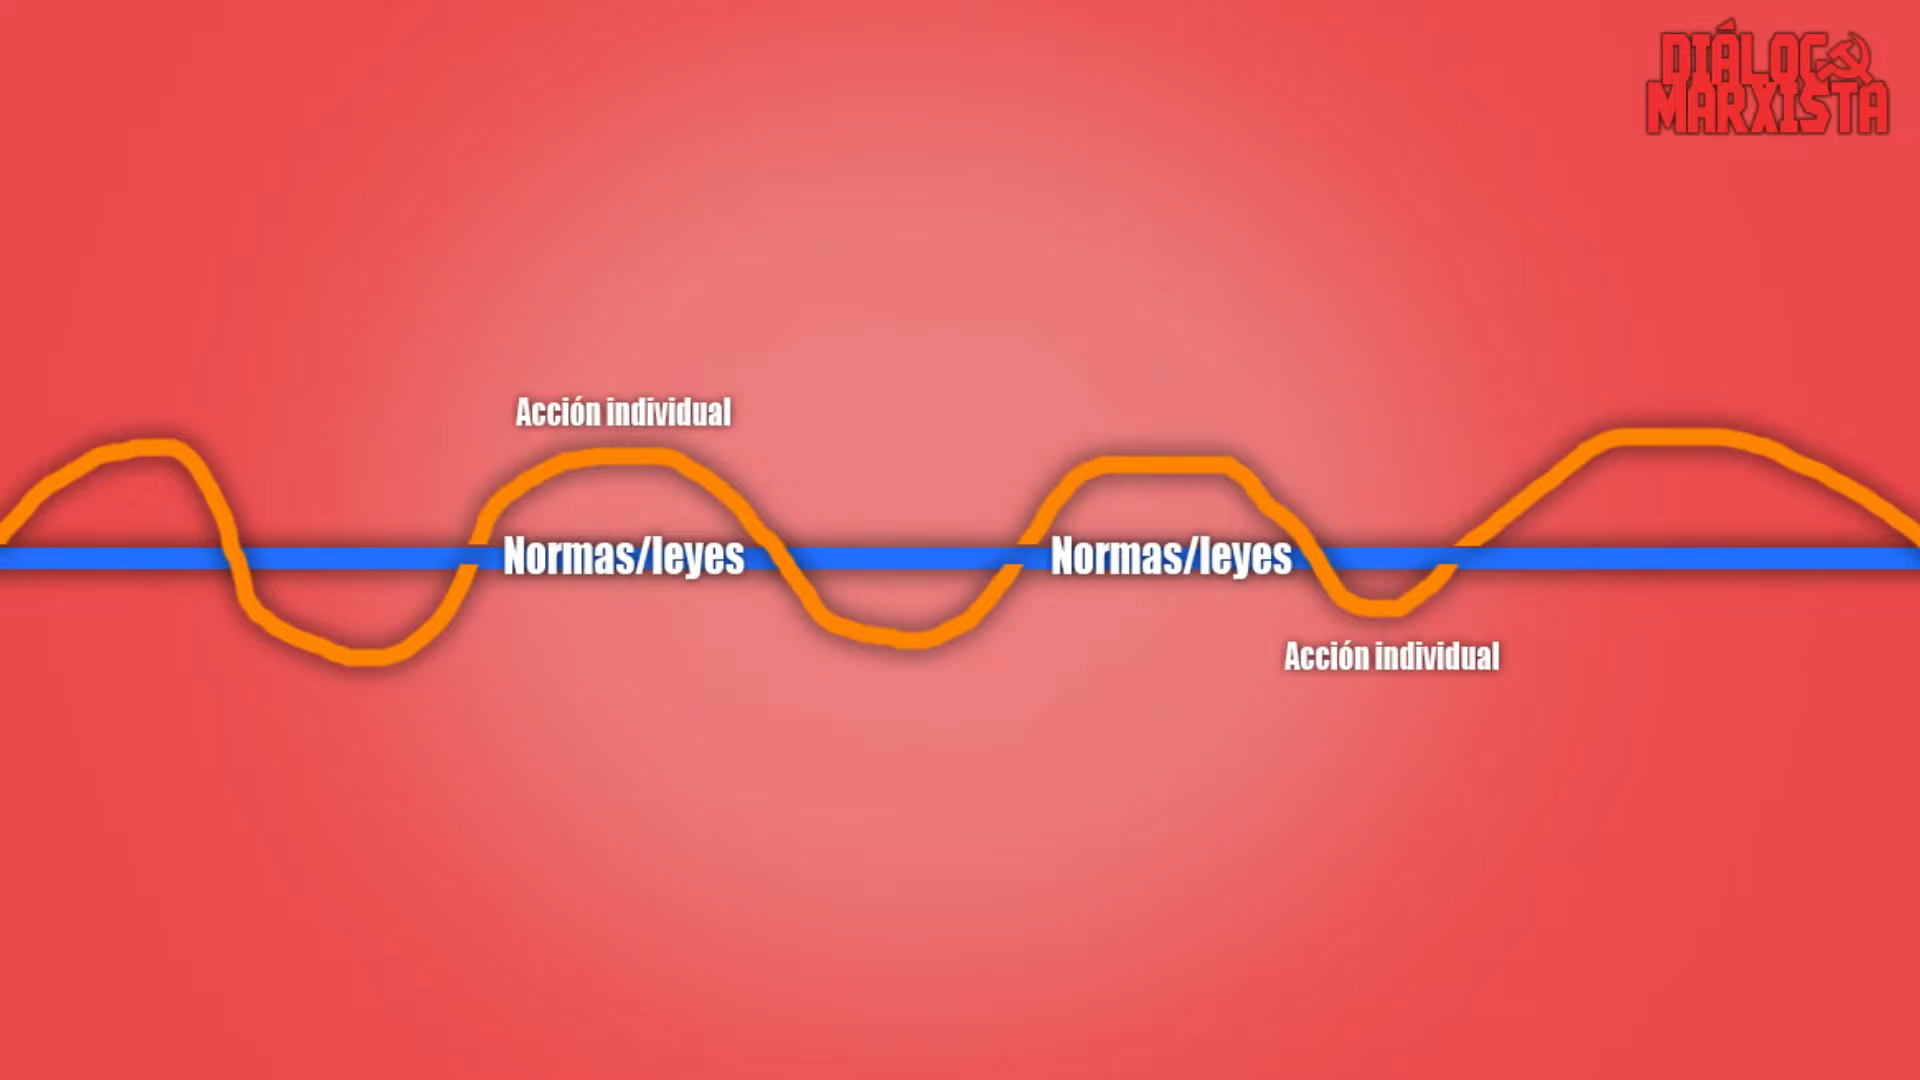 DIÁLOGO
MARXISTA
Acción individual
Normas/leyes
Normas/leyes
Acción individual